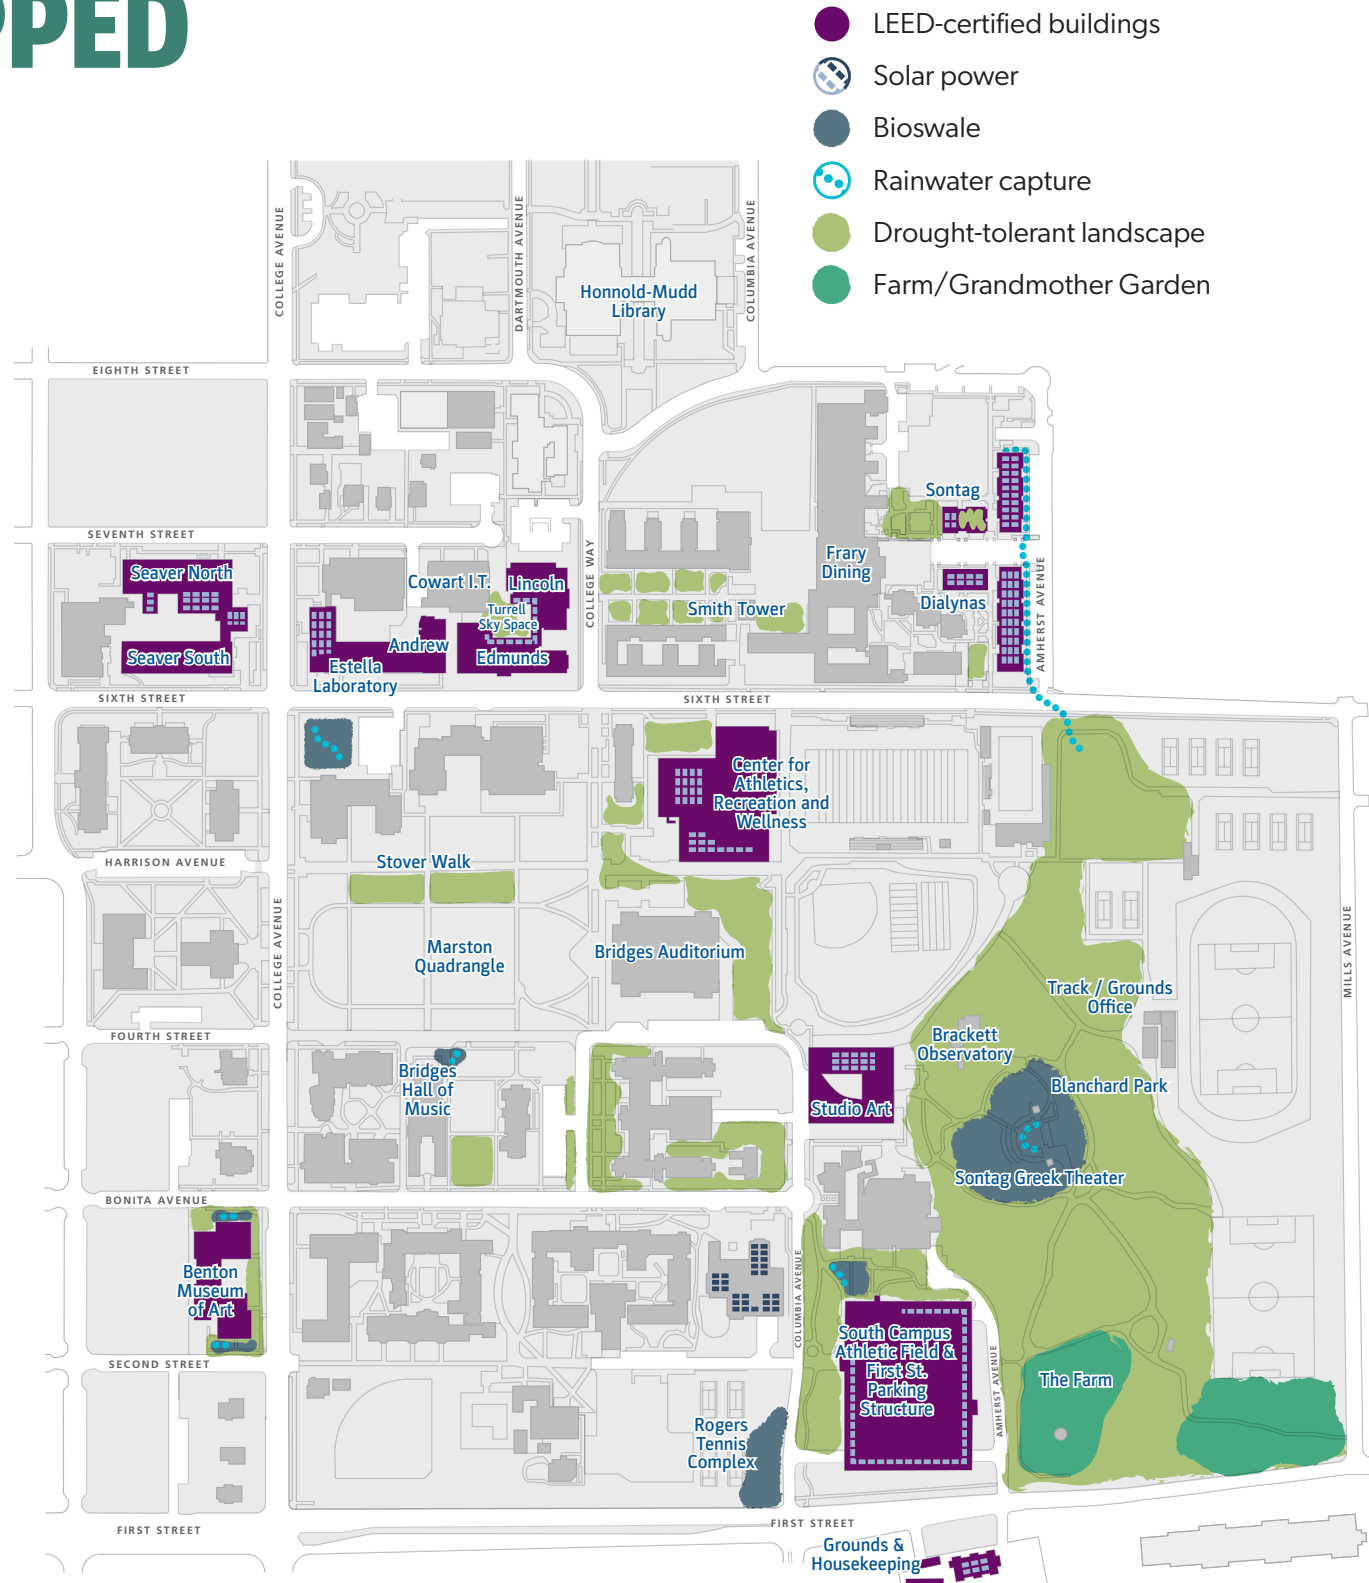 PPED
LEED-certified buildings
Solar power
Bioswale
Rainwater capture
Drought-tolerant landscape
Farm/Grandmother Garden
COLLEGE AVENUE
DARTMOUTH AVENUE
COLUMBIA AVENUE
Honnold-Mudd
Library
EIGHTH STREET
Sontag
SEVENTH STREET
COLLEGE WAY
AMHERST AVENUE
Seaver North
Cowart I.T.
Lincoln
Frary
Dining
Turrell
Sky Space
Smith Tower
Dialynas
Andrew
Seaver South
Edmunds
Estella
Laboratory
SIXTH STREET
SIXTH STREET
Center for
Athletics,
Recreation and
Wellness
HARRISON AVENUE
Stover Walk
COLLEGE AVENUE
MILLS AVENUE
Marston
Quadrangle
Bridges Auditorium
Track / Grounds
Office
FOURTH STREET
Brackett
Observatory
Bridges
Hall of
Music
Blanchard Park
Studio Art
Sontag Greek Theater
BONITA AVENUE
Benton
Museum
of Art
COLUMBIA AVENUE
South Campus
Athletic Field &
First St.
Parking
Structure
AMHERST AVENUE
SECOND STREET
The Farm
Rogers
Tennis
Complex
FIRST STREET
FIRST STREET
Grounds &
Housekeeping